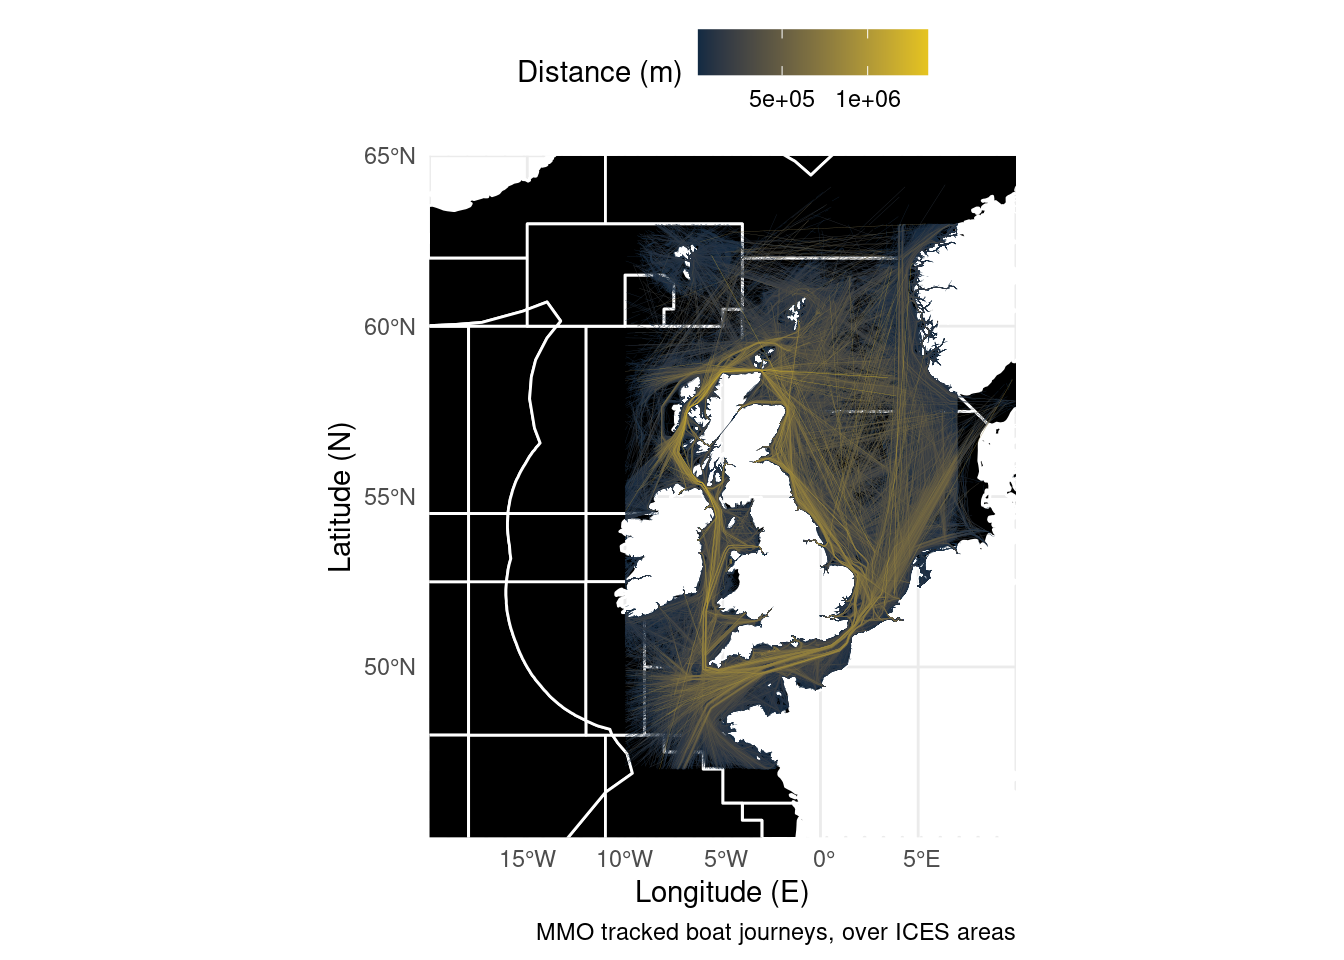 Distance (m)
5e+05 1e+06
65°N
60°N
55°N
50°N
Latitude (N)
15°W 10°W 5°W 0° 5°E
Longitude (E)
MMO tracked boat journeys, over ICES areas